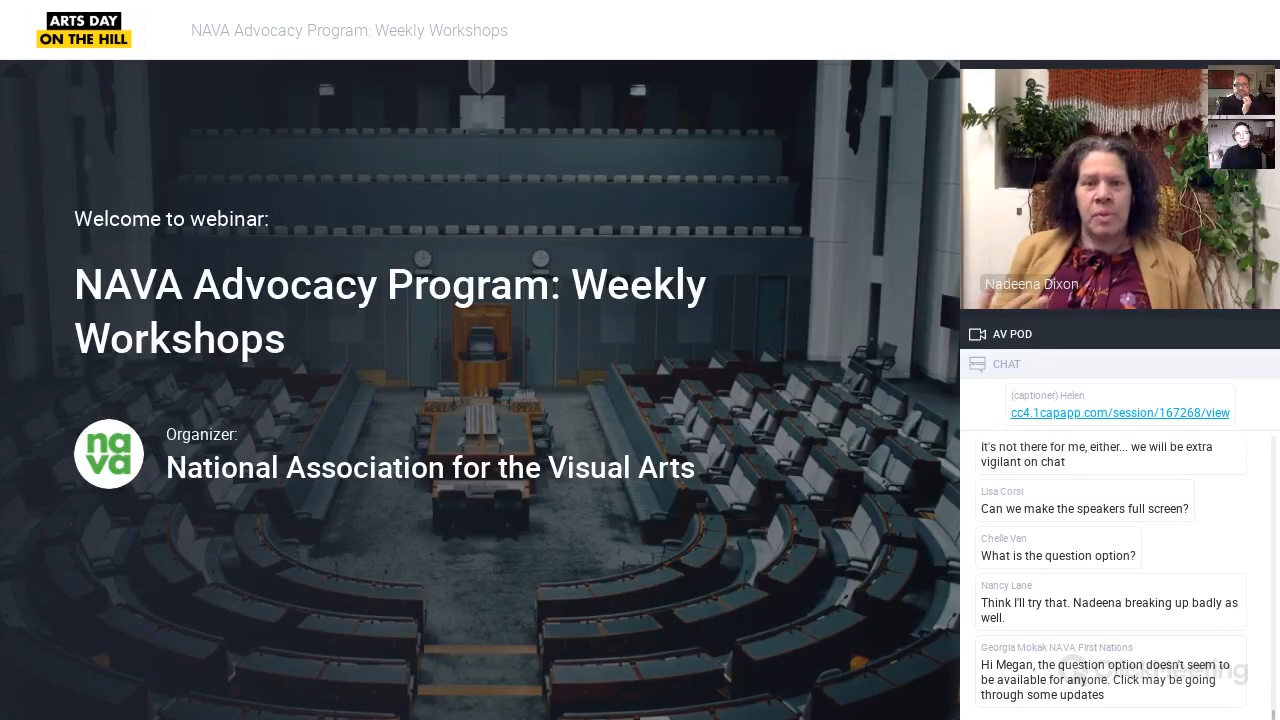 ARTS DAY
ON THE HILL
NAVA Advocacy Program: Weekly Workshops
Welcome to webinar:
NAVA Advocacy Program: Weekly
Workshops
nava
Organizer:
National Association for the Visual Arts
Nadeena Dixon
AV POD
CHAT
(captioner) Helen
cc4.1capapp.com/session/167268/view
It's not there for me, either... we will be extra
vigilant on chat
Lisa Corsi
Can we make the speakers full screen?
Chelle Van
What is the question option?
Nancy Lane
Think I'll try that. Nadeena breaking up badly as
well.
Georgia Mokak NAVA First Nations
Hi Megan, the question option doesn't seem to
be available for anyone. Click may be going
through some updates